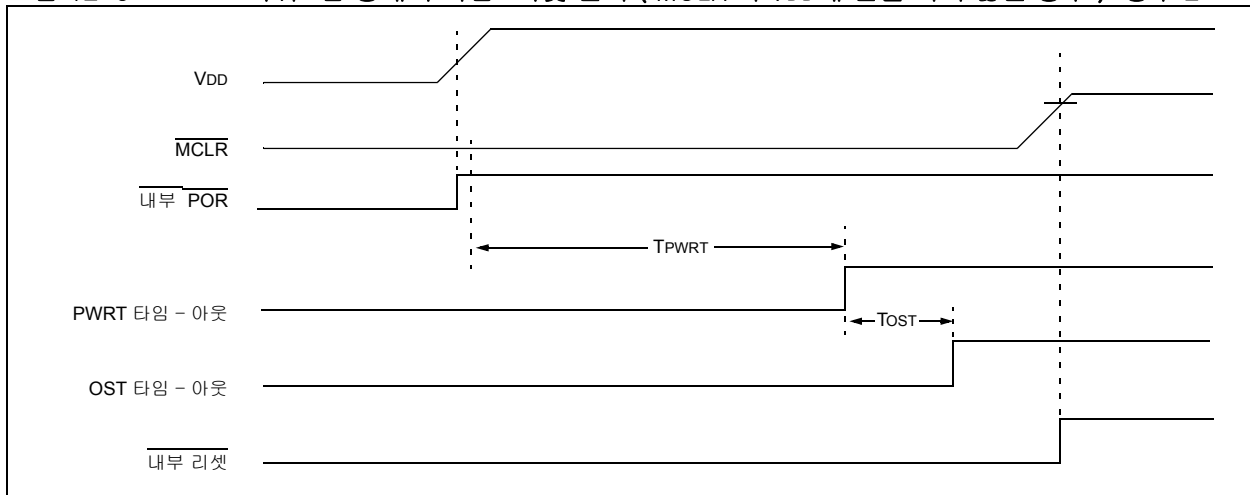 VDD
MCLR
내부 POR
TPWRT
PWRT 타임 – 아웃
TOST
OST 타임 – 아웃
내부 리셋